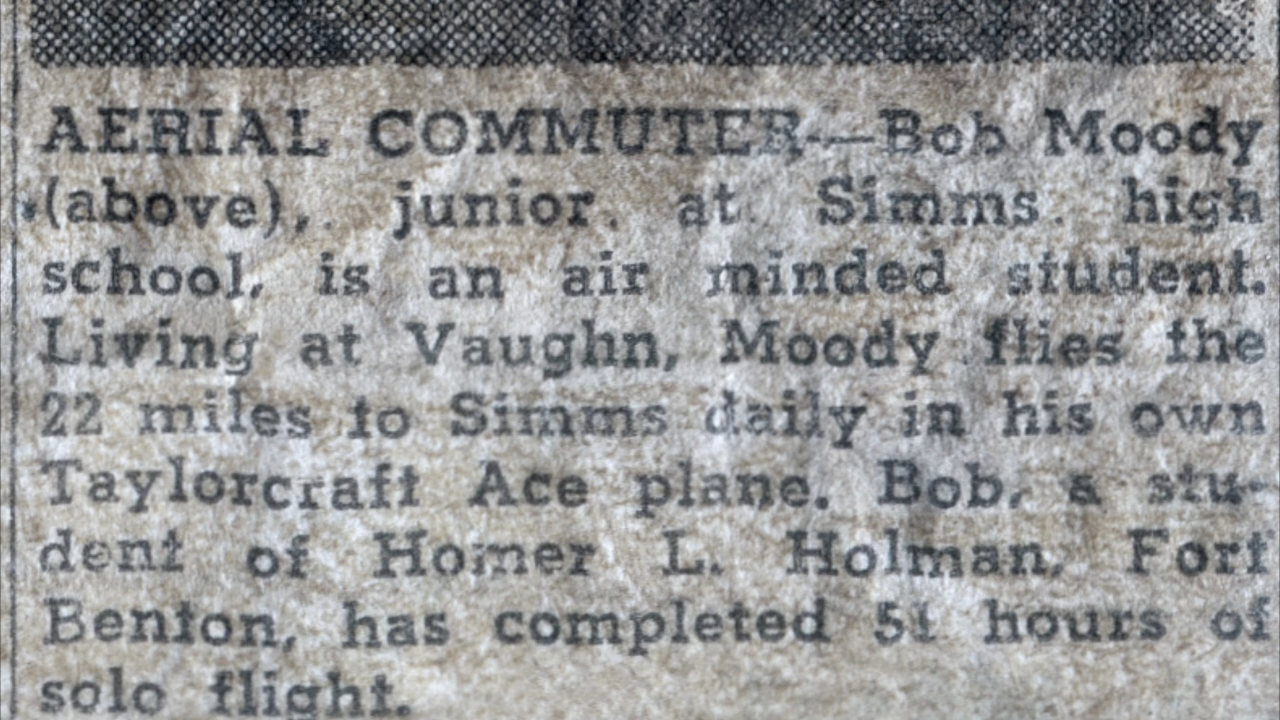 AERIAL COMMUTER—Bob Moody
(above), junior at Simms high
school, is an air minded student.
Living at Vaughn, Moody flies the
22 miles to Simms daily in his own
Taylorcraft Ace plane. Bob, a stu-
dent of Homer L. Holman, Fort
Benton, has completed 51 hours of
solo flight.